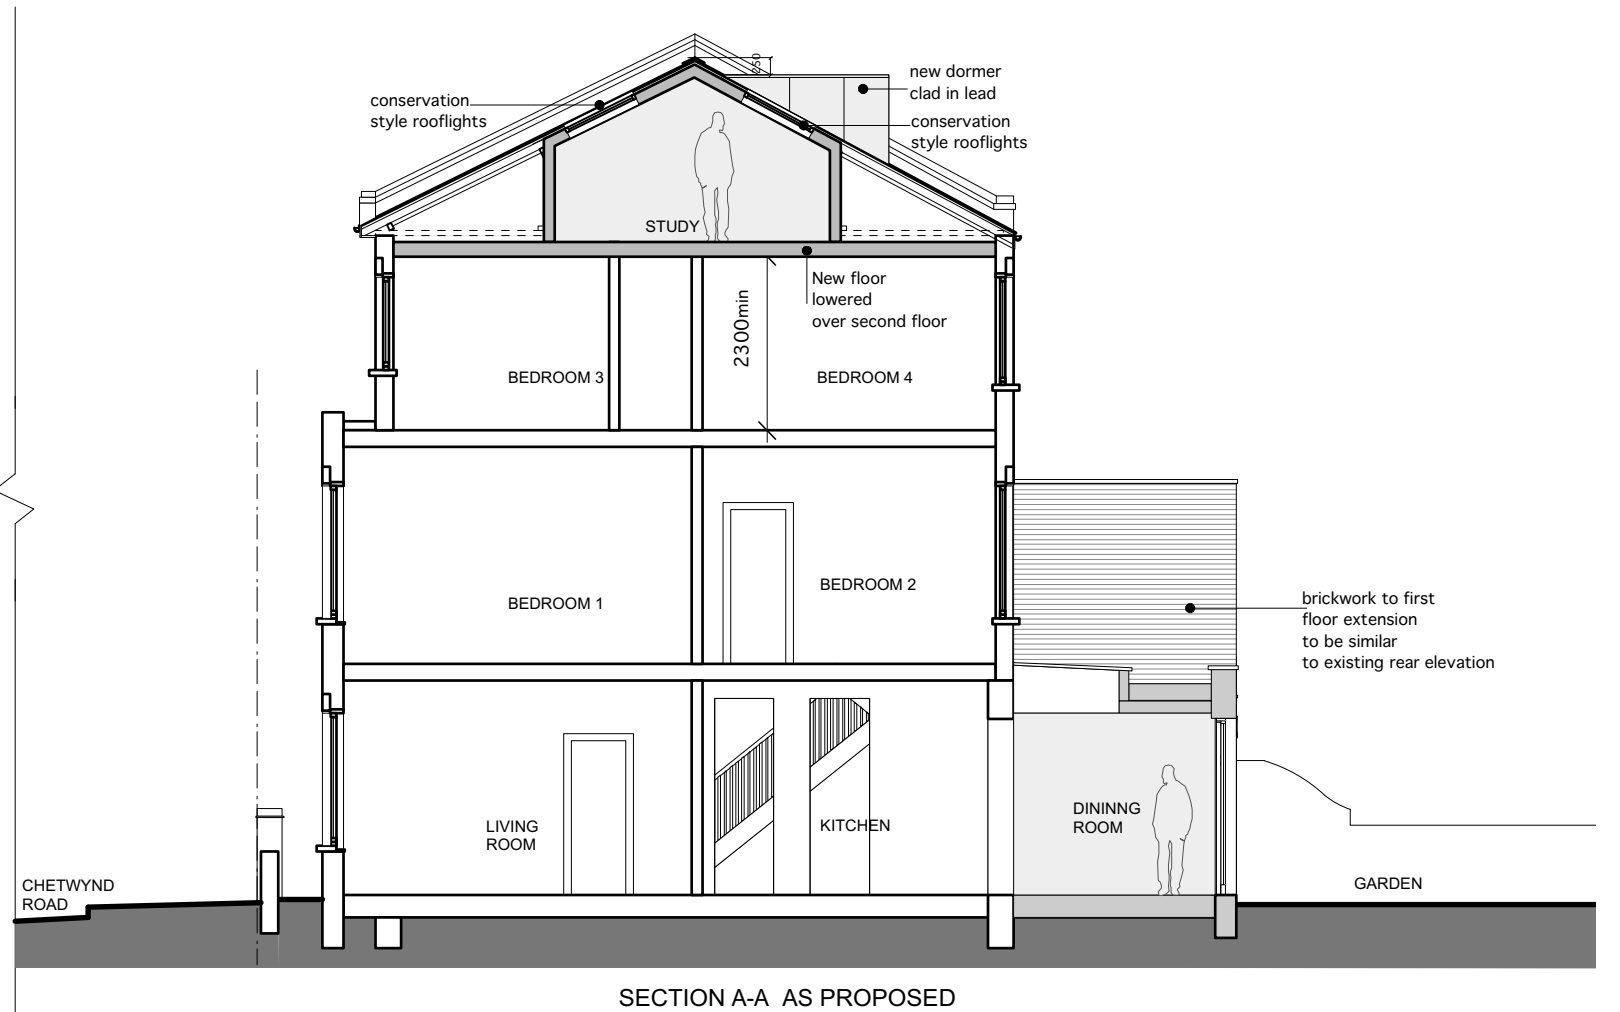 250
new dormer
clad in lead
conservation
style rooflights
conservation
style rooflights
STUDY
New floor
lowered
over second floor
2300min
BEDROOM 3
BEDROOM 4
BEDROOM 1
BEDROOM 2
brickwork to first
floor extension
to be similar
to existing rear elevation
LIVING
ROOM
KITCHEN
DININNG
ROOM
CHETWYND
ROAD
GARDEN
SECTION A-A AS PROPOSED